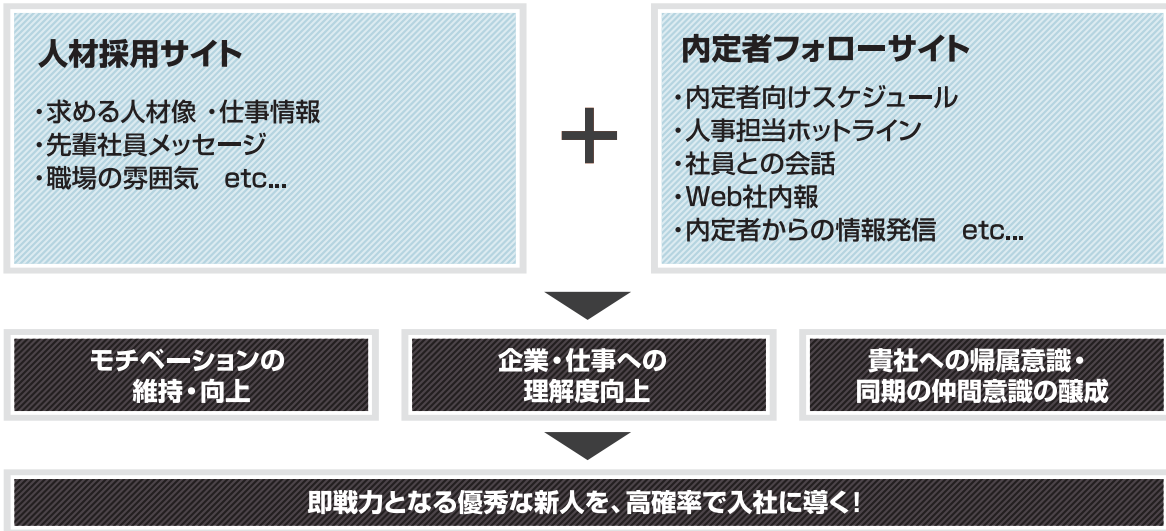 人材採用サイト
・求める人材像 ・仕事情報
・先輩社員メッセージ
・職場の雰囲気　etc...
＋
内定者フォローサイト
・内定者向けスケジュール
・人事担当ホットライン
・社員との会話
・Web社内報
・内定者からの情報発信　etc...
モチベーションの
維持・向上
企業・仕事への
理解度向上
貴社への帰属意識・
同期の仲間意識の醸成
即戦力となる優秀な新人を、高確率で入社に導く！